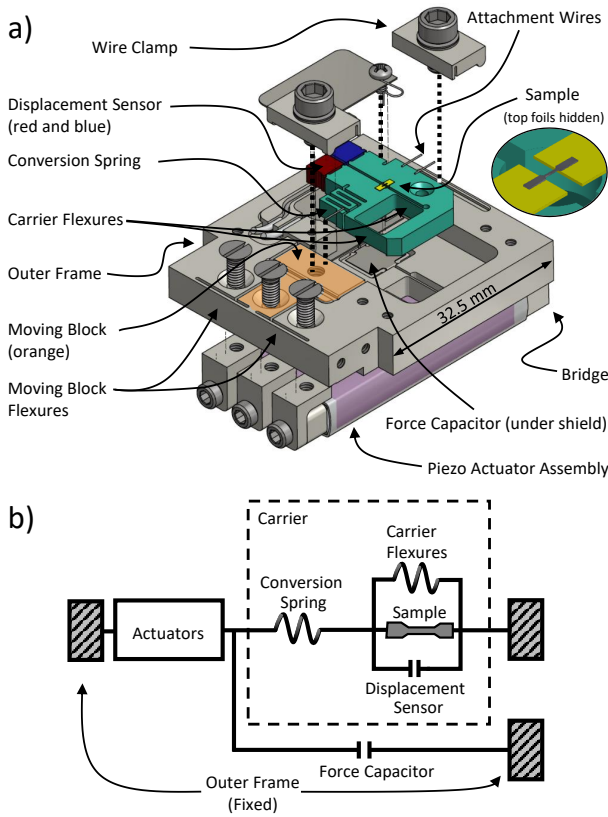 a)
Wire Clamp
Attachment Wires
Displacement Sensor
(red and blue)
Sample
(top foils hidden)
Conversion Spring
Carrier Flexures
Outer Frame
32.5 mm
Moving Block
(orange)
Bridge
Moving Block
Flexures
Force Capacitor (under shield)
Piezo Actuator Assembly
b)
Carrier
Carrier
Flexures
Conversion
Spring
Sample
Actuators
Displacement
Sensor
Force Capacitor
Outer Frame
(Fixed)